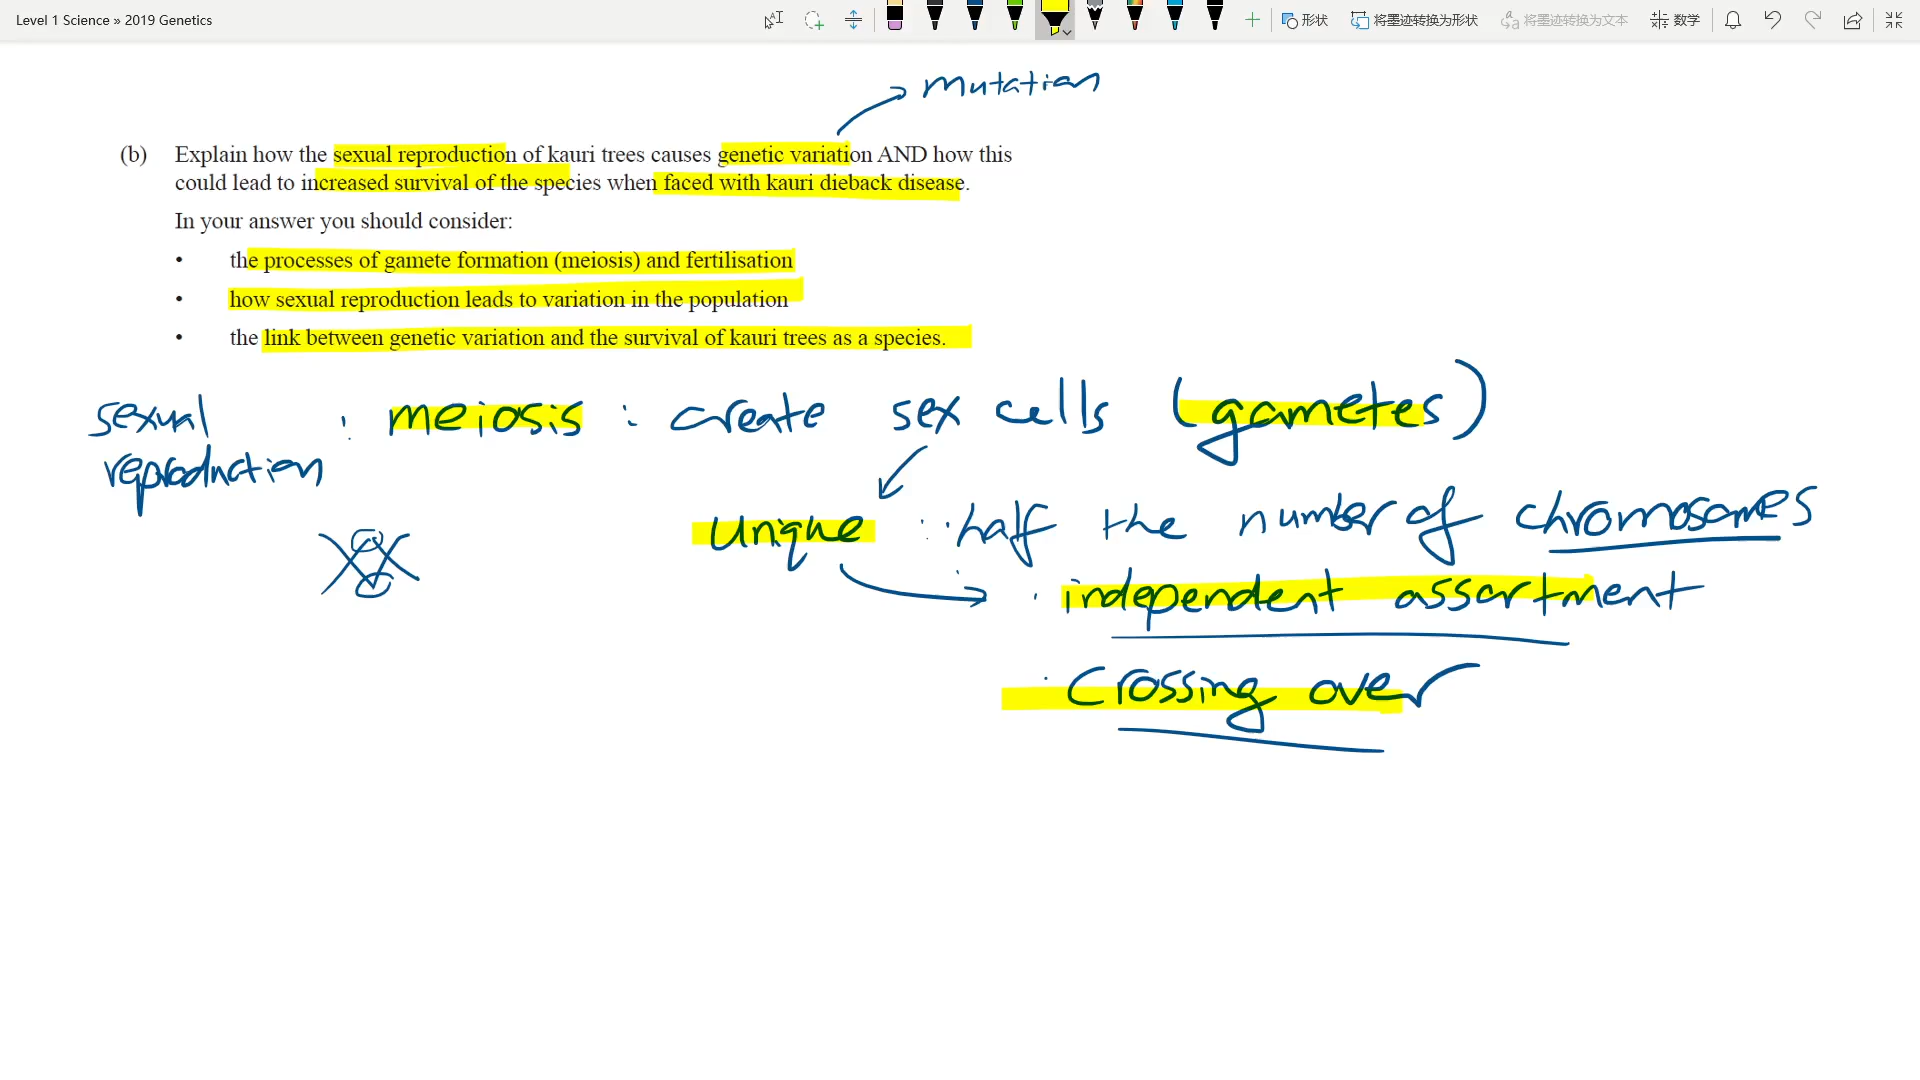 Level 1 Science » 2019 Genetics
形状
将墨迹转换为形状
将墨迹转换为文本
数学
mutation
(b) Explain how the sexual reproduction of kauri trees causes genetic variation AND how this
could lead to increased survival of the species when faced with kauri dieback disease.
In your answer you should consider:
• the processes of gamete formation (meiosis) and fertilisation
• how sexual reproduction leads to variation in the population
• the link between genetic variation and the survival of kauri trees as a species.
sexual reproduction : meiosis : create sex cells (gametes)
unique : half the number of chromosomes
· independent assortment
· Crossing over